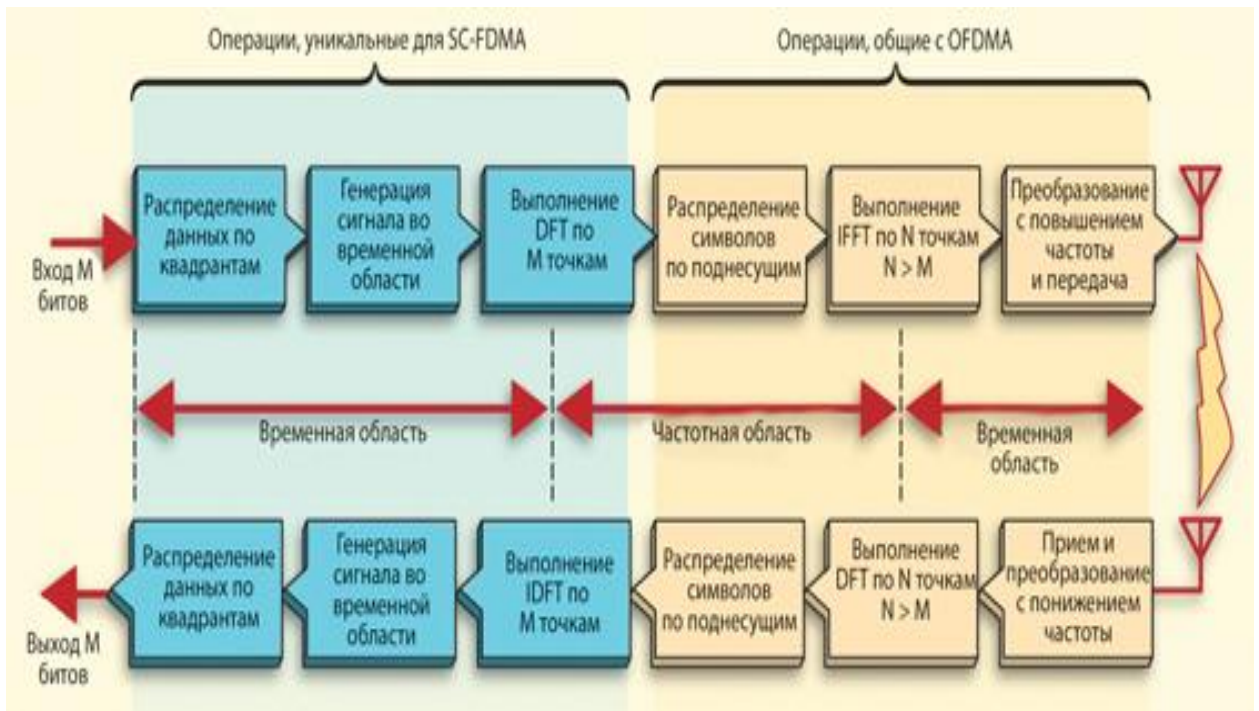 Операции, уникальные для SC-FDMA
Операции, общие с OFDMA
Вход M
битов
Распределение
данных по
квадрантам
Генерация
сигнала во
временной
области
Выполнение
DFT по
M точкам
Распределение
символов
по поднесущим
Выполнение
IFFT по N точкам
N > M
Преобразование
с повышением
частоты
и передача
Временная область
Частотная область
Временная
область
Выход M
битов
Распределение
данных по
квадрантам
Генерация
сигнала во
временной
области
Выполнение
IDFT по
M точкам
Распределение
символов
по поднесущим
Выполнение
DFT по N точкам
N > M
Прием и
преобразование
с понижением
частоты